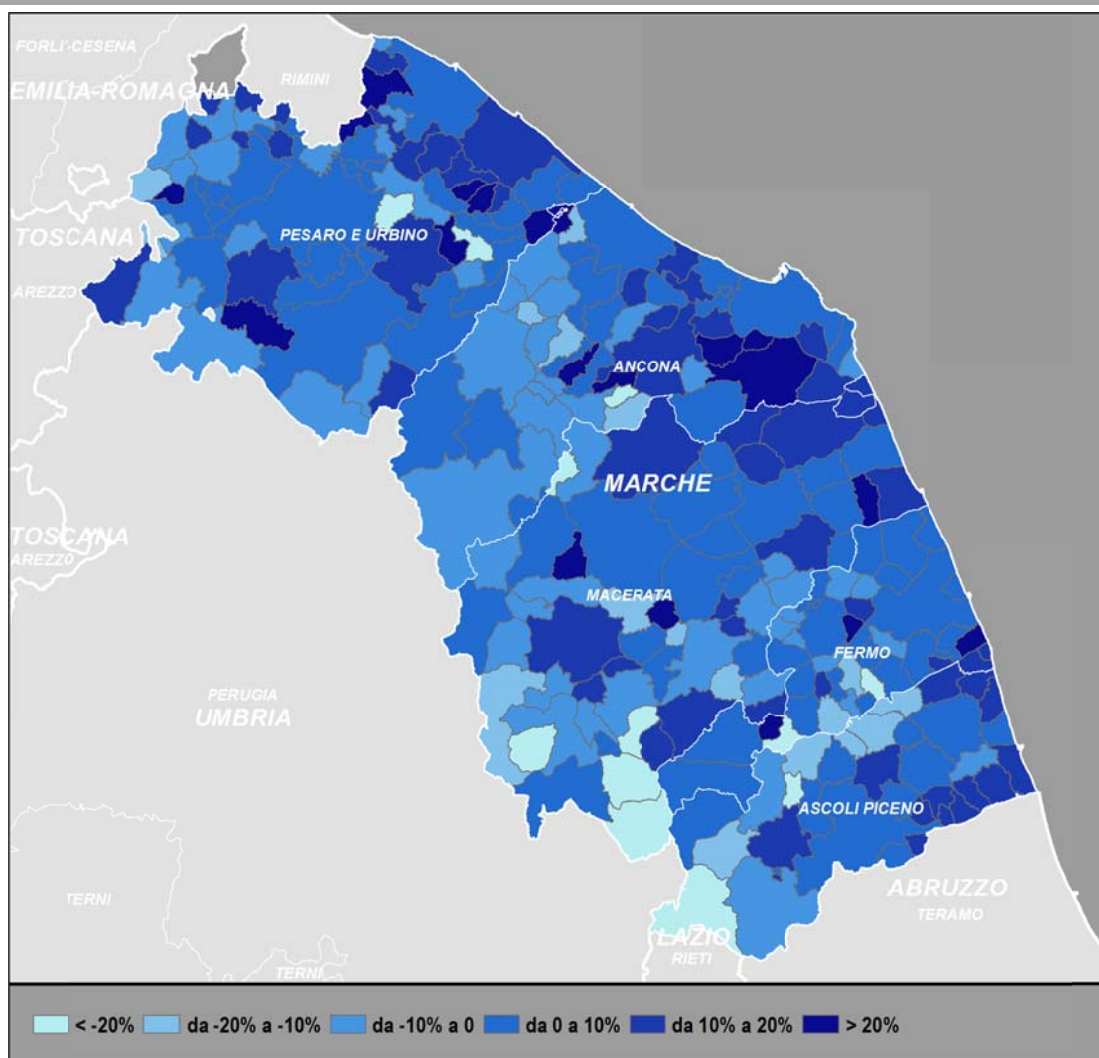 FORLI'-CESENA
EMILIA-ROMAGNA
RIMINI
TOSCANA
PESARO E URBINO
AREZZO
ANCONA
MARCHE
TOSCANA
AREZZO
MACERATA
FERMO
PERUGIA
UMBRIA
ASCOLI PICENO
ABRUZZO
TERNI
TERAMO
LAZIO
RIETI
TERNI
< -20% da -20% a -10% da -10% a 0 da 0 a 10% da 10% a 20% > 20%